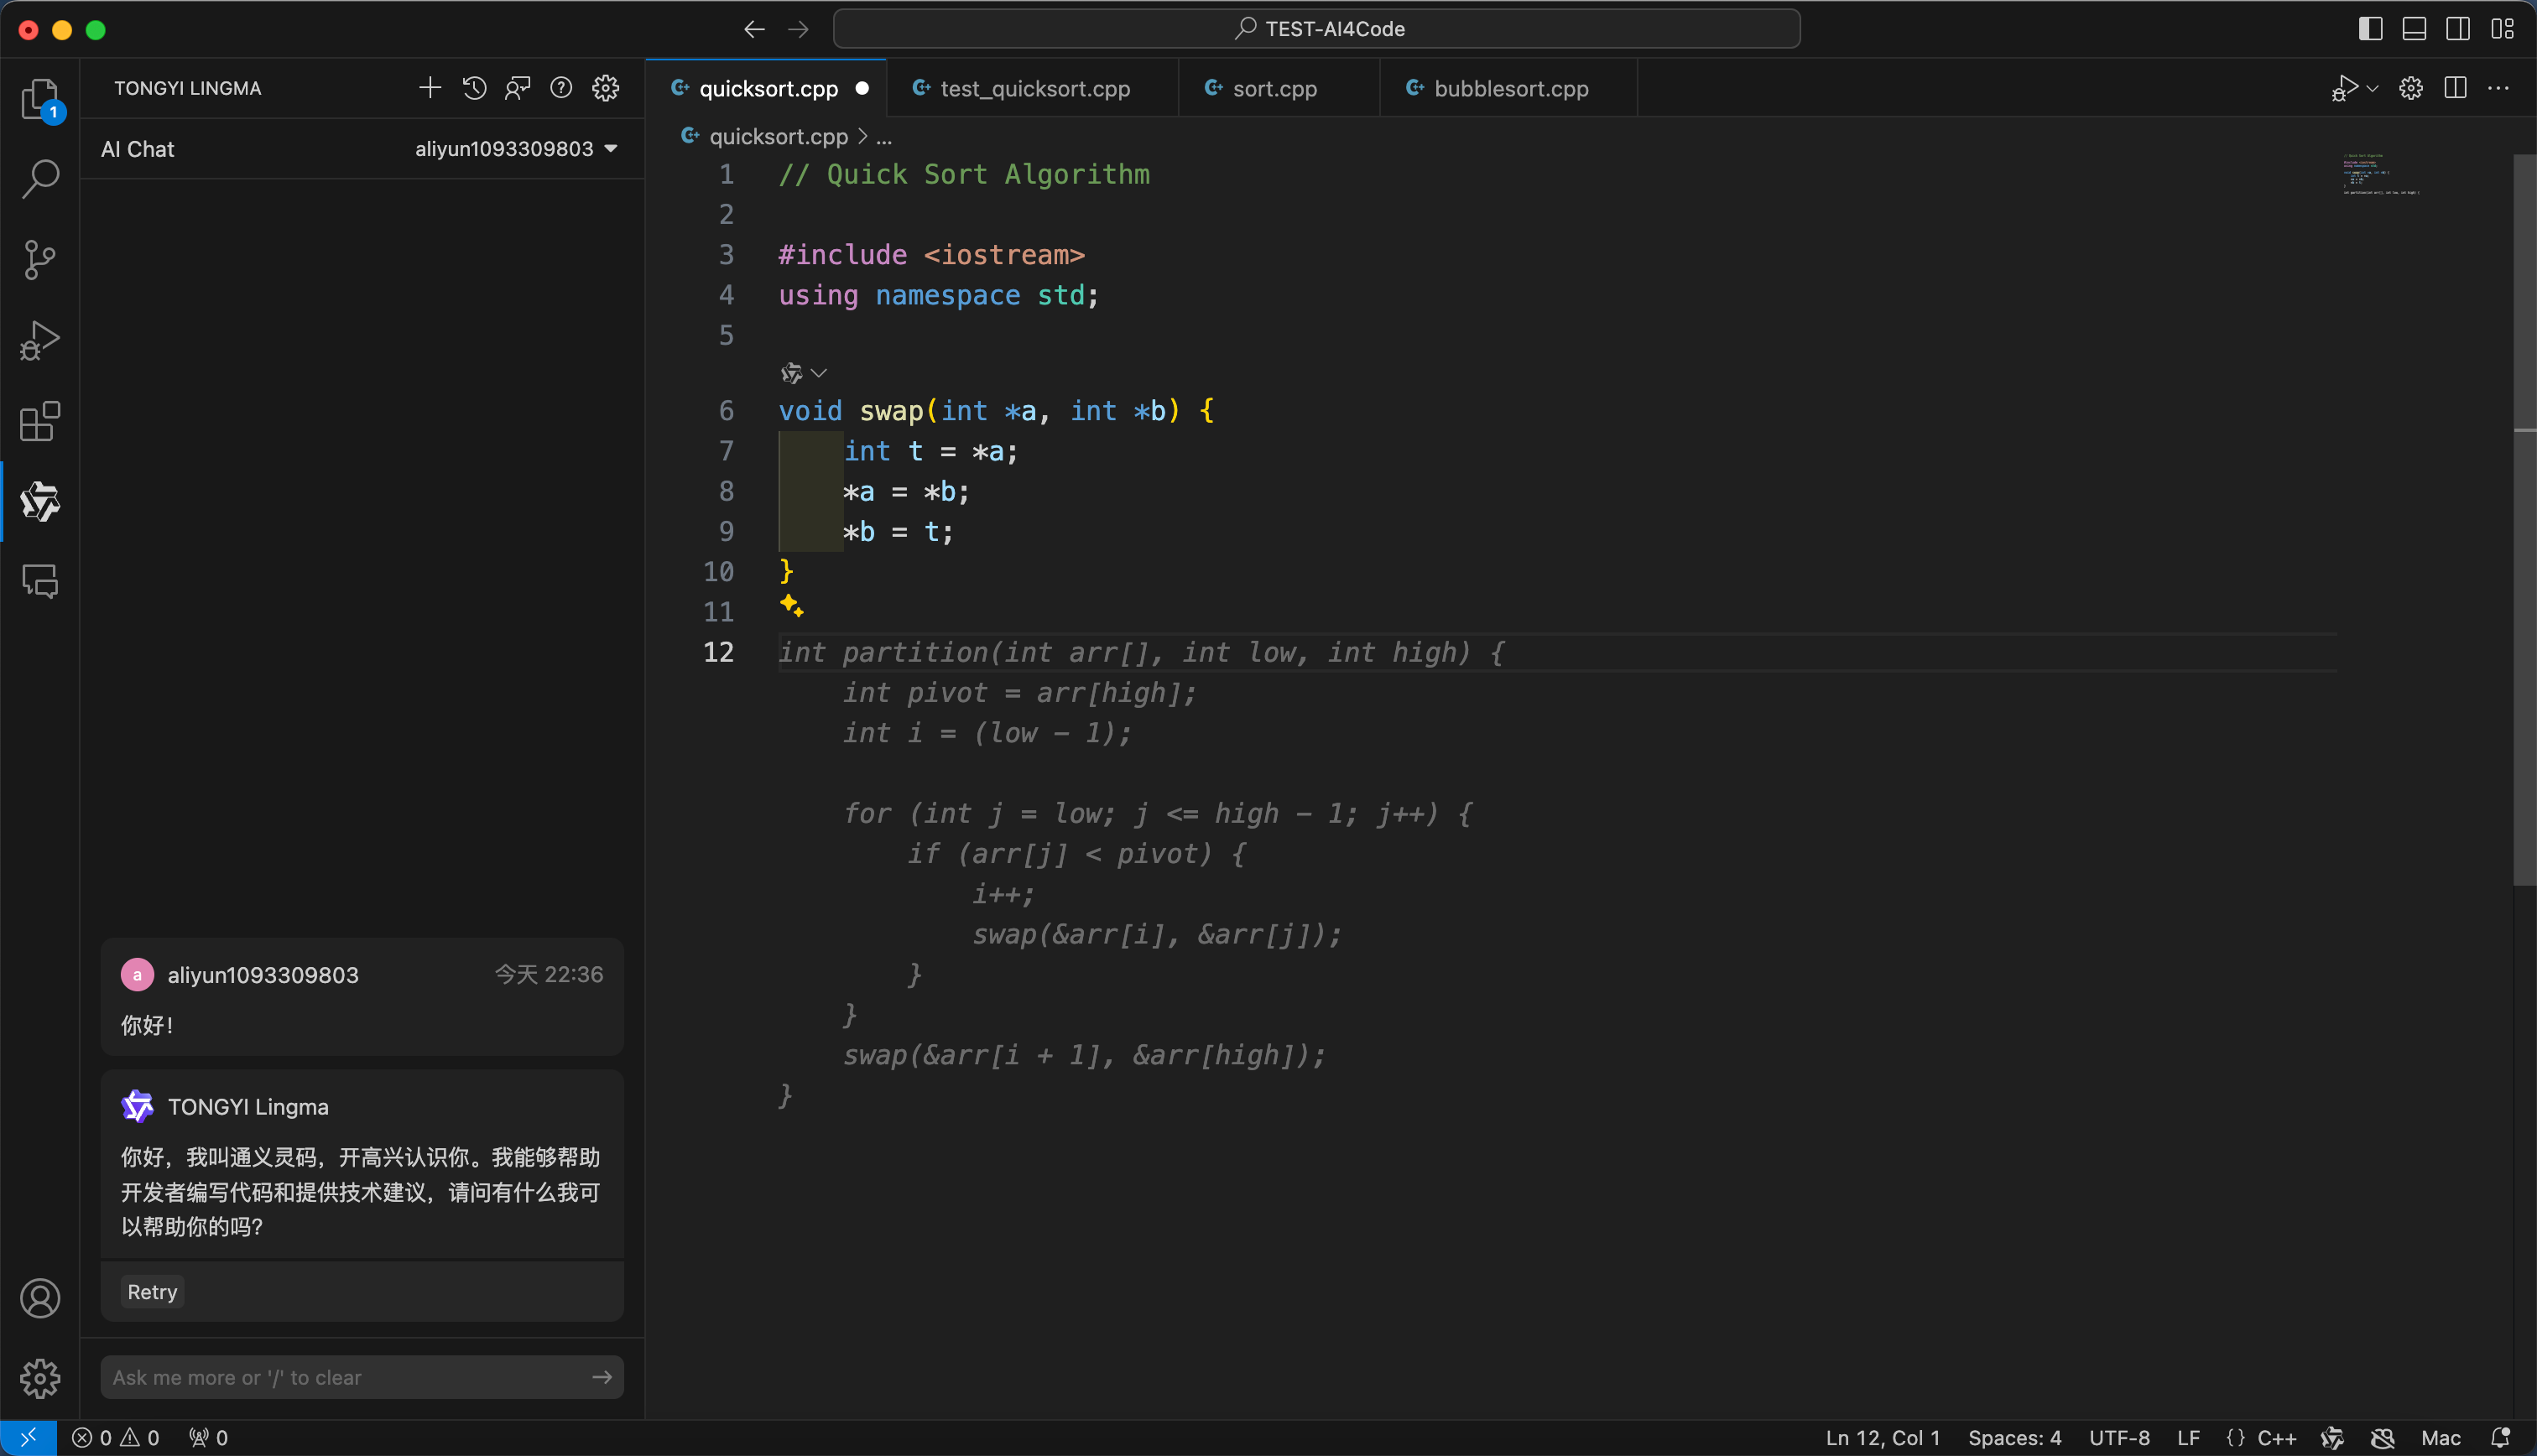 TEST-AI4Code
1
TONGYI LINGMA
AI Chat
aliyun1093309803
a
aliyun1093309803
今天 22:36
你好！
TONGYI Lingma
你好，我叫通义灵码，开高兴认识你。我能够帮助
开发者编写代码和提供技术建议，请问有什么我可
以帮助你的吗？
Retry
Ask me more or '/' to clear
quicksort.cpp
test_quicksort.cpp
sort.cpp
bubblesort.cpp
quicksort.cpp > ...
1 // Quick Sort Algorithm
2
3 #include <iostream>
4 using namespace std;
5
6 void swap(int *a, int *b) {
7     int t = *a;
8     *a = *b;
9     *b = t;
10 }
11
12 int partition(int arr[], int low, int high) {
    int pivot = arr[high];
    int i = (low - 1);
    for (int j = low; j <= high - 1; j++) {
        if (arr[j] < pivot) {
            i++;
            swap(&arr[i], &arr[j]);
        }
    }
    swap(&arr[i + 1], &arr[high]);
}
0 0 0
Ln 12, Col 1 Spaces: 4 UTF-8 LF {} C++ Mac